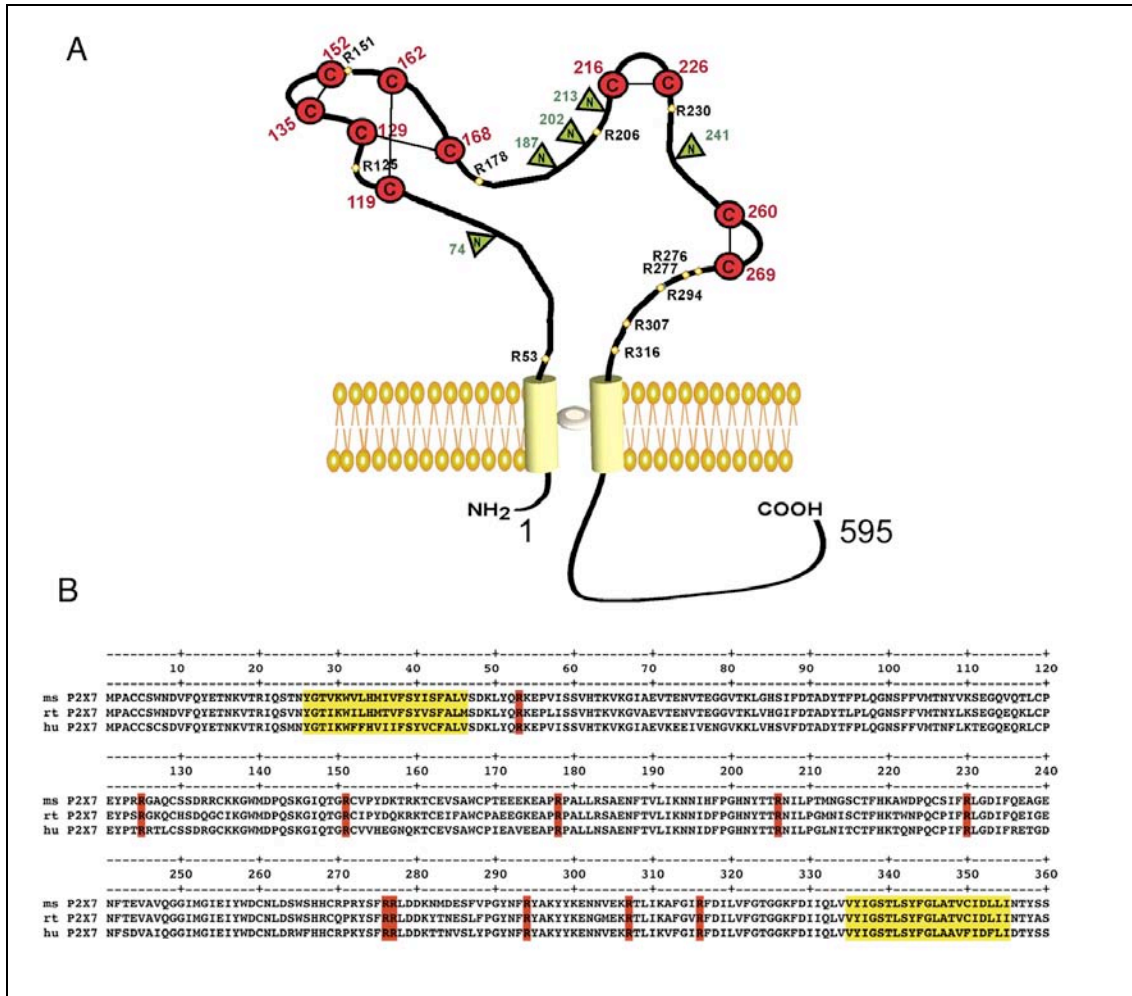 A
152
R151
162
216
226
213
202
187
R206
R230
241
135
129
168
R125
R178
119
74
260
R276
R277
269
R294
R307
R316
R53
NH2
1
COOH
595
B
10 20 30 40 50 60 70 80 90 100 110 120
ms P2X7 MPACCSWNDVFQYETNKVTRIQSTNYGTVKWVLHMIVFSYISFALVSDKLYQRKEPVISSVHTKVKGIAEVTENVTEGGVTKLGHSIFDTADYTFPLQGNSFFVMTNYVKSEGQVQTLCP
rt P2X7 MPACCSWNDVFQYETNKVTRIQSVNYGTIKWILHMTVFSYVSFALMSDKLYQRKEPLISSVHTKVKGVAEVTENVTEGGVTKLVHGIFDTADYTLPLQGNSFFVMTNYLKSEGQEQKLCP
hu P2X7 MPACCSCSDVFQYETNKVTRIQSMNYGTIKWFFHVIIFSYVCFALVSDKLYQRKEPVISSVHTKVKGIAEVKEEIVENGVKKLVHSVFDTADYTFPLQGNSFFVMTNFLKTEGQEQKLCP
130 140 150 160 170 180 190 200 210 220 230 240
ms P2X7 EYPRRGAQCSSDRRCKKGWMDPQSKGIQTGRCVPYDKTRKTCEVSAWCPTEEEKEAPRPALLRSAENFTVLIKNNIHFPGHNYTTRNILPTMNGSCTFHKAWDPQCSIFRLGDIFQEAGE
rt P2X7 EYPSRGKQCHSDQGCIKGWMDPQSKGIQTGRCIPYDQKRKTCEIFAWCPAEEGKEAPRPALLRSAENFTVLIKNNIDFPGHNYTTRNILPGMNISCTFHKTWNPQCPIFRLGDIFQEAGE
hu P2X7 EYPTRRTLCSSDRGCKKGWMDPQSKGIQTGRCVVHEGNQKTCEVSAWCPIEAVEEAPRPALLNSAENFTVLIKNNIDFPGHNYTTRNILPGLNITCTFHKTQNPQCPIFRLGDIFRETGD
250 260 270 280 290 300 310 320 330 340 350 360
ms P2X7 NFTEVAVQGGIMGIEIYWDCNLDSWSHHCRPRYSFRRLDDKNMDESFVPGYNFRYAKYYKENNVEKRTLIKAFGIRFDILVFGTGGKFDIIQLVVYIGSTLSYFGLATVCIDLLINTYSS
rt P2X7 NFTEVAVQGGIMGIEIYWDCNLDSWSHRCQPKYSFRRLDDKYTNESLFPGYNFRYAKYYKENGMEKRTLIKAFGVRFDILVFGTGGKFDIIQLVVYIGSTLSYFGLATVCIDLIINTYAS
hu P2X7 NFSDVAIQGGIMGIEIYWDCNLDRWFHHCRPKYSFRRLDDKTTNVSLYPGYNFRYAKYYKENNVEKRTLIKVFGIRFDILVFGTGGKFDIIQLVVYIGSTLSYFGLAAVFIDFLIDTYSS